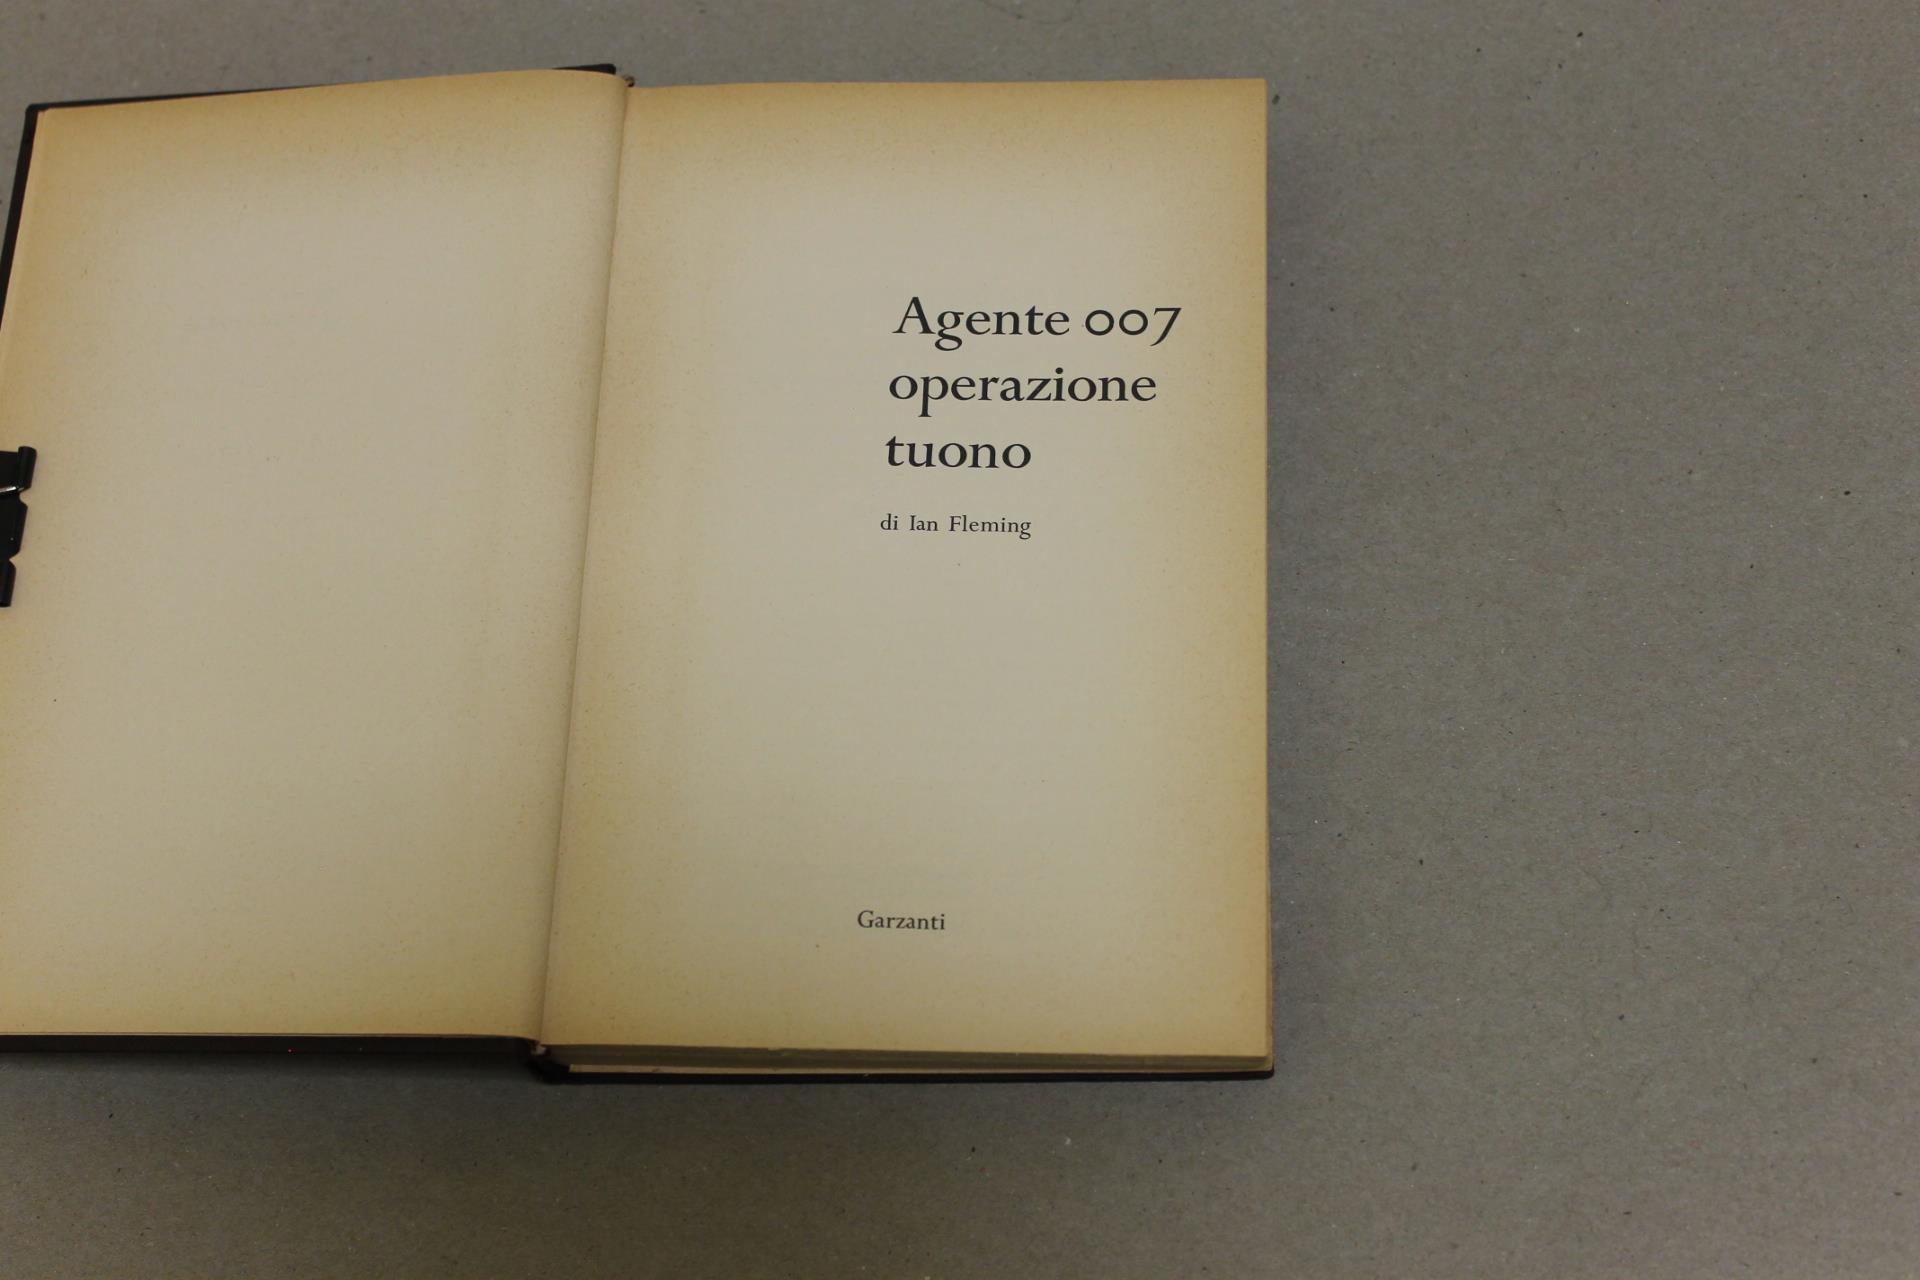 Agente 007
operazione
tuono
di Ian Fleming
Garzanti